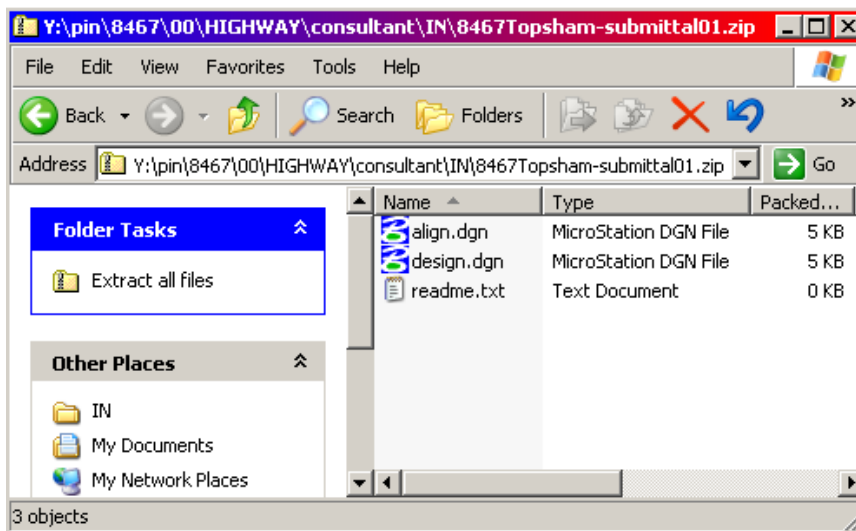 Y:\pin\8467\00\HIGHWAY\consultant\IN\8467Topsham-submittal01.zip
File Edit View Favorites Tools Help
Back Search Folders »
Address Y:\pin\8467\00\HIGHWAY\consultant\IN\8467Topsham-submittal01.zip Go
Name Type Packed...
Folder Tasks
align.dgn MicroStation DGN File 5 KB
design.dgn MicroStation DGN File 5 KB
Extract all files
readme.txt Text Document 0 KB
Other Places
IN
My Documents
My Network Places
3 objects